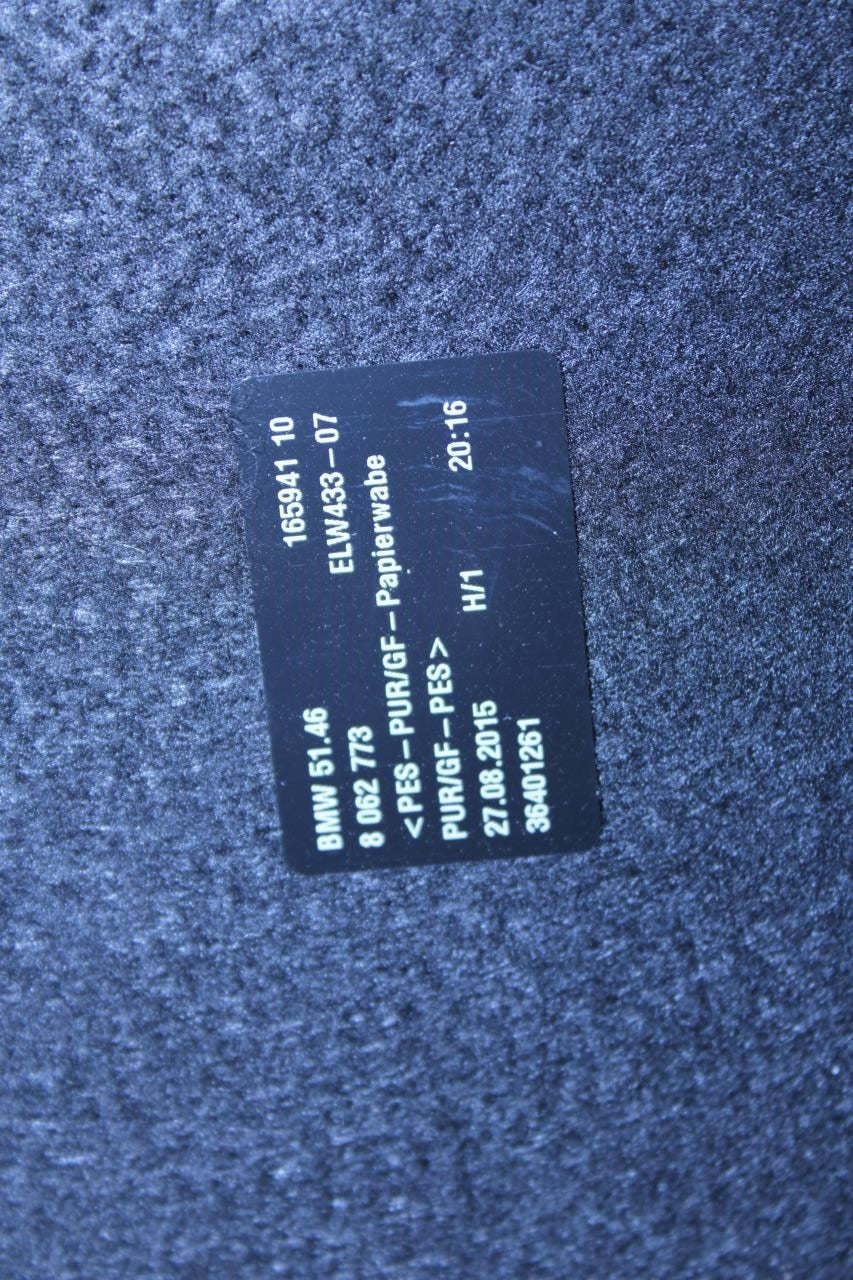 BMW 51.46 165941 10
8 062 773 ELW433–07
<PES–PUR/GF–Papierwabe
PUR/GF–PES>
27.08.2015 H/1 20:16
36401261